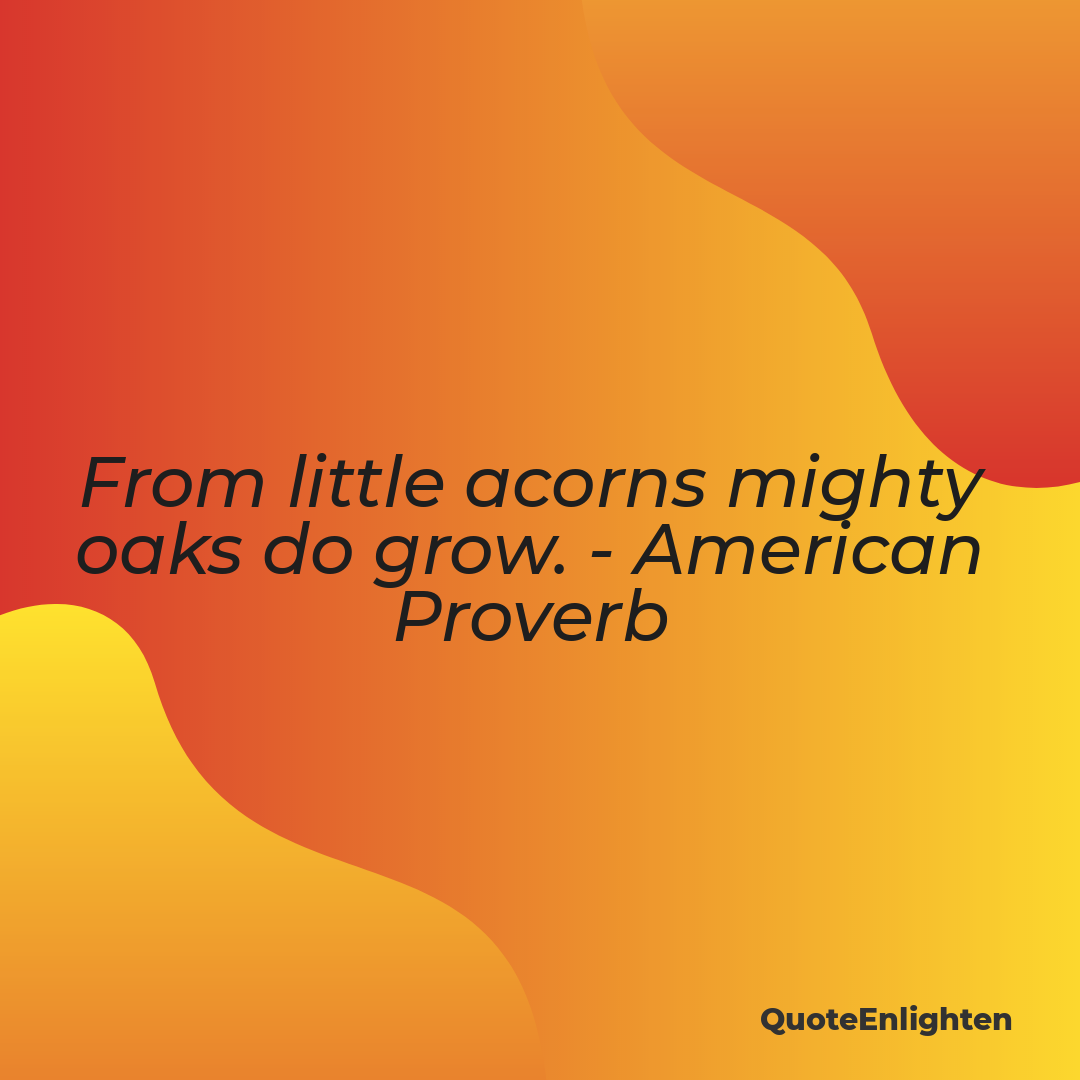 From little acorns mighty
oaks do grow. - American
Proverb
QuoteEnlighten